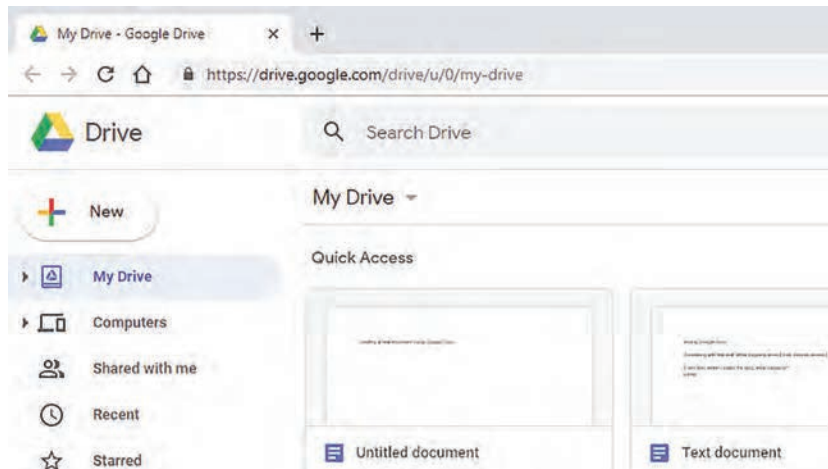 My Drive - Google Drive
https://drive.google.com/drive/u/0/my-drive
Drive
Search Drive
New
My Drive
Quick Access
My Drive
Computers
Shared with me
Recent
Starred
Untitled document
Text document